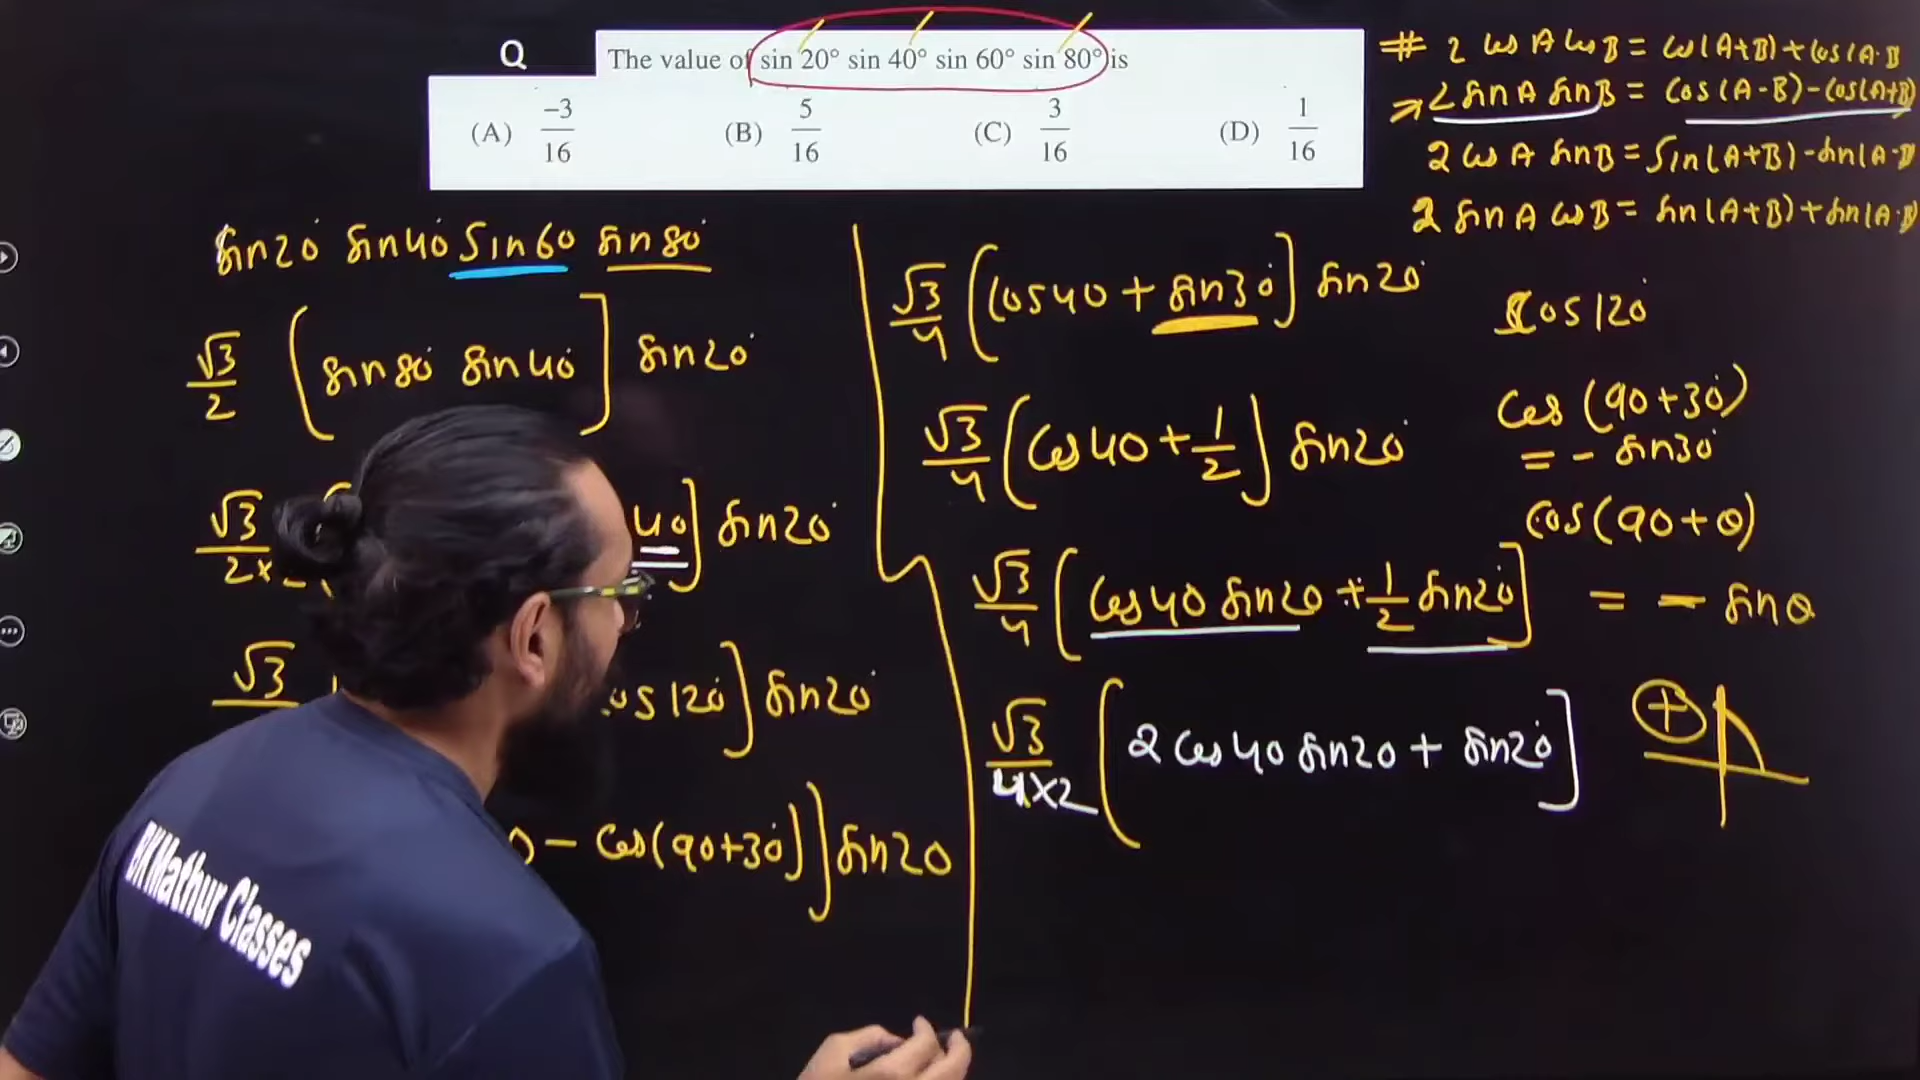 Q The value of sin 20° sin 40° sin 60° sin 80° is
(A) −3/16 (B) 5/16 (C) 3/16 (D) 1/16
# 2 cos A cos B = cos(A+B) + cos(A-B
→ 2 sin A sin B = cos(A-B) - cos(A+B)
2 cos A sin B = sin(A+B) - sin(A-B)
2 sin A cos B = sin(A+B) + sin(A-B)
sin20° sin40 sin60 sin80°
√3/2 [sin80° sin40°] sin20°
√3/2× 40] sin20°
√3 os120°] sin20°
0 - cos(90+30°)] sin20
√3/4 [cos40 + sin30°] sin20°
√3/4 [cos40 + 1/2] sin20°
√3/4 [cos40 sin20 + 1/2 sin20°]
√3/4×2 [2 cos40 sin20 + sin20°]
cos120°
cos (90+30°)
= - sin30°
cos(90+θ)
= - sinθ
+
BK Mathur Classes